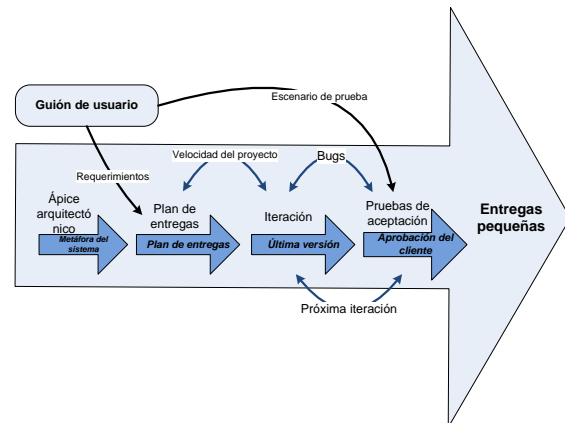 Guión de usuario
Escenario de prueba
Velocidad del proyecto
Bugs
Requerimientos
Ápice
arquitectó
nico
Metáfora del
sistema
Plan de
entregas
Plan de entregas
Iteración
Última versión
Pruebas de
aceptación
Aprobación del
cliente
Entregas
pequeñas
Próxima iteración